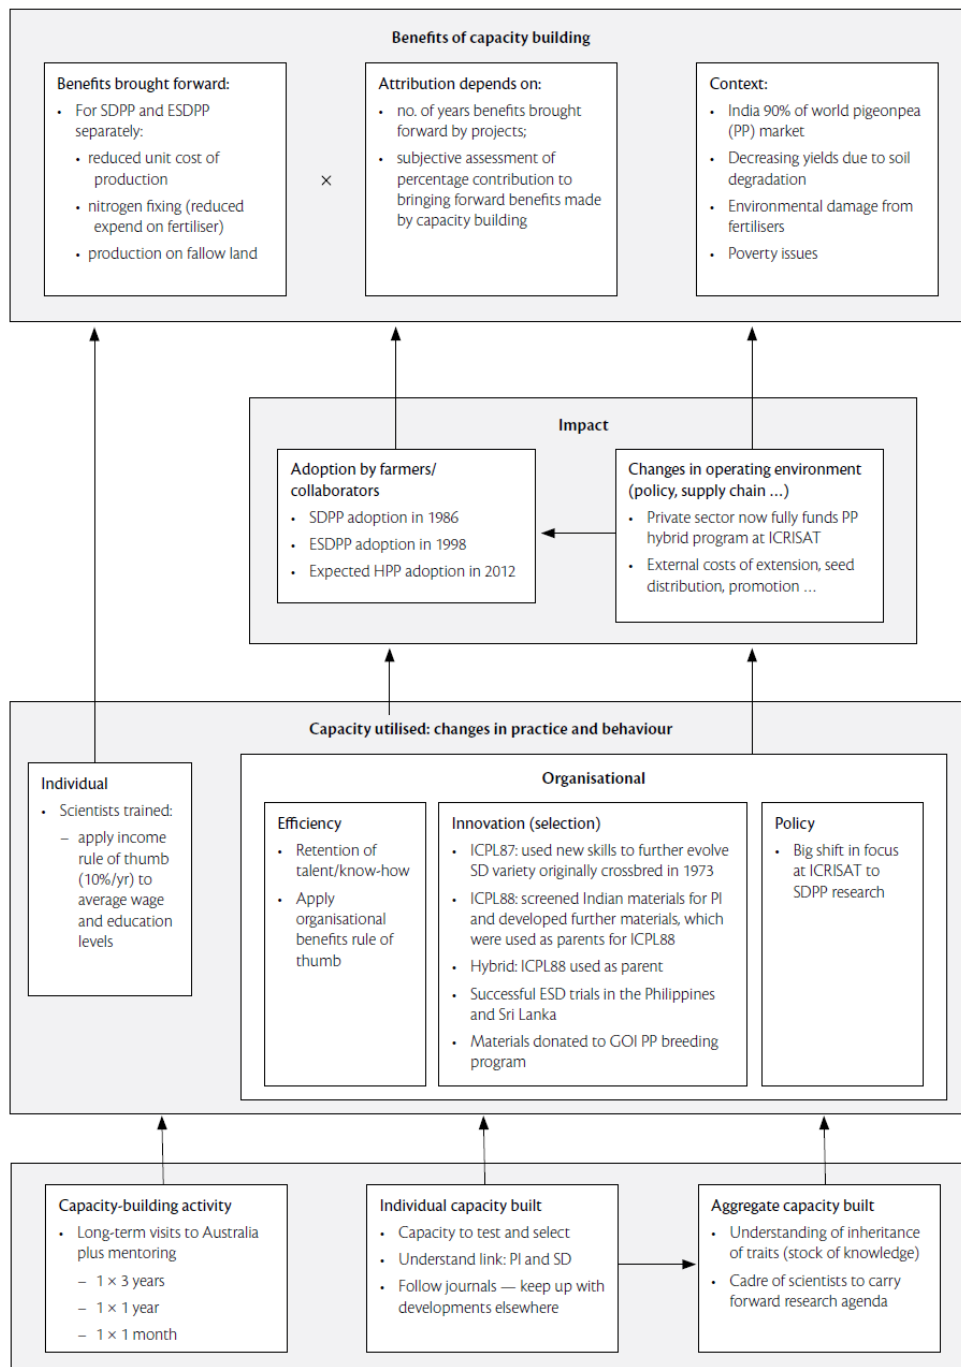 Benefits of capacity building
Benefits brought forward:
• For SDPP and ESDPP
separately:
• reduced unit cost of
production
• nitrogen fixing (reduced
expend on fertiliser)
• production on fallow land
×
Attribution depends on:
• no. of years benefits brought
forward by projects;
• subjective assessment of
percentage contribution to
bringing forward benefits made
by capacity building
Context:
• India 90% of world pigeonpea
(PP) market
• Decreasing yields due to soil
degradation
• Environmental damage from
fertilisers
• Poverty issues
Impact
Adoption by farmers/
collaborators
• SDPP adoption in 1986
• ESDPP adoption in 1998
• Expected HPP adoption in 2012
Changes in operating environment
(policy, supply chain ...)
• Private sector now fully funds PP
hybrid program at ICRISAT
• External costs of extension, seed
distribution, promotion ...
Capacity utilised: changes in practice and behaviour
Individual
• Scientists trained:
– apply income
rule of thumb
(10%/yr) to
average wage
and education
levels
Organisational
Efficiency
• Retention of
talent/know-how
• Apply
organisational
benefits rule of
thumb
Innovation (selection)
• ICPL87: used new skills to further evolve
SD variety originally crossbred in 1973
• ICPL88: screened Indian materials for PI
and developed further materials, which
were used as parents for ICPL88
• Hybrid: ICPL88 used as parent
• Successful ESD trials in the Philippines
and Sri Lanka
• Materials donated to GOI PP breeding
program
Policy
• Big shift in focus
at ICRISAT to
SDPP research
Capacity-building activity
• Long-term visits to Australia
plus mentoring
– 1 × 3 years
– 1 × 1 year
– 1 × 1 month
Individual capacity built
• Capacity to test and select
• Understand link: PI and SD
• Follow journals — keep up with
developments elsewhere
Aggregate capacity built
• Understanding of inheritance
of traits (stock of knowledge)
• Cadre of scientists to carry
forward research agenda